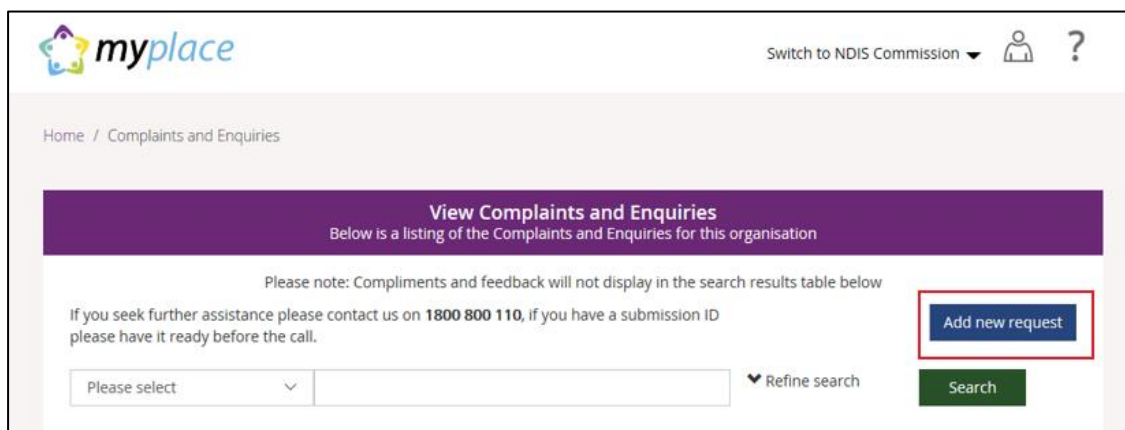 myplace
Switch to NDIS Commission
?
Home / Complaints and Enquiries
View Complaints and Enquiries
Below is a listing of the Complaints and Enquiries for this organisation
Please note: Compliments and feedback will not display in the search results table below
If you seek further assistance please contact us on 1800 800 110, if you have a submission ID
please have it ready before the call.
Add new request
Please select
Refine search
Search